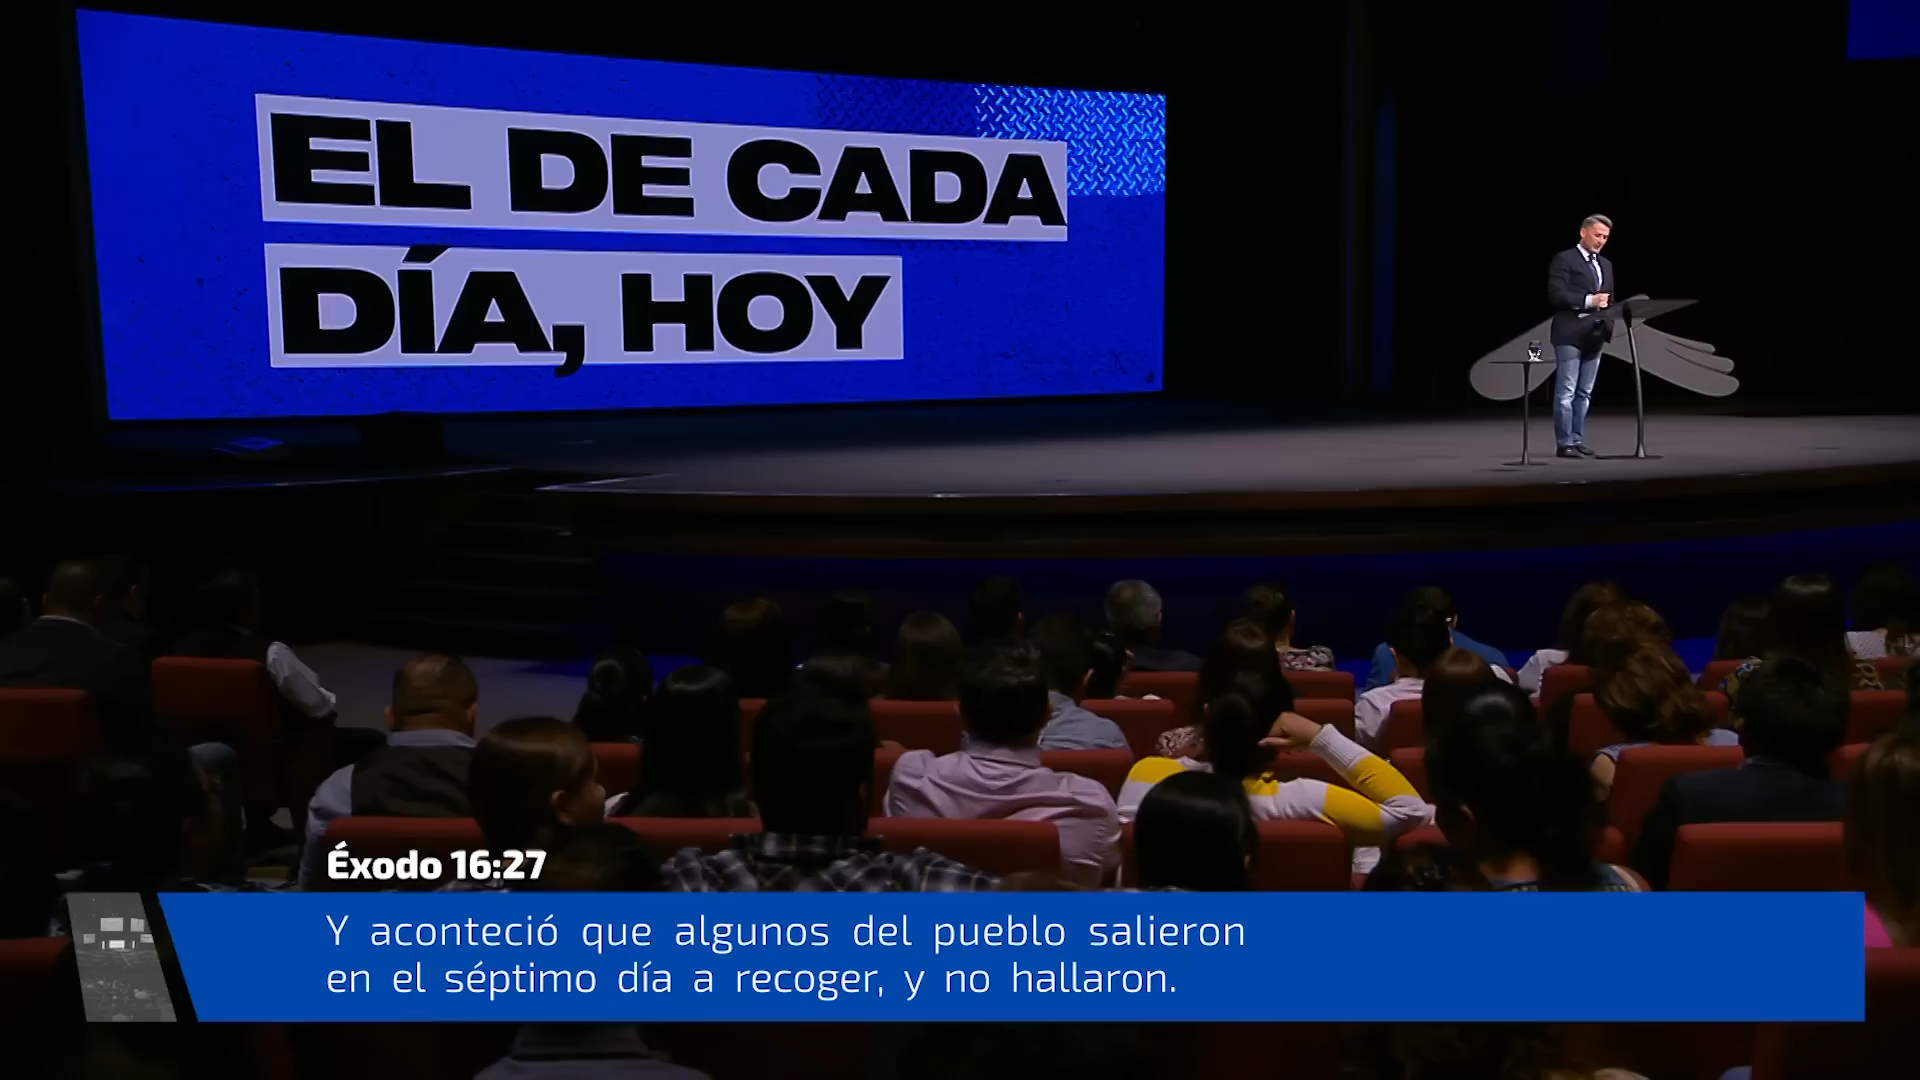 EL DE CADA
DÍA, HOY
Éxodo 16:27
Y aconteció que algunos del pueblo salieron
en el séptimo día a recoger, y no hallaron.